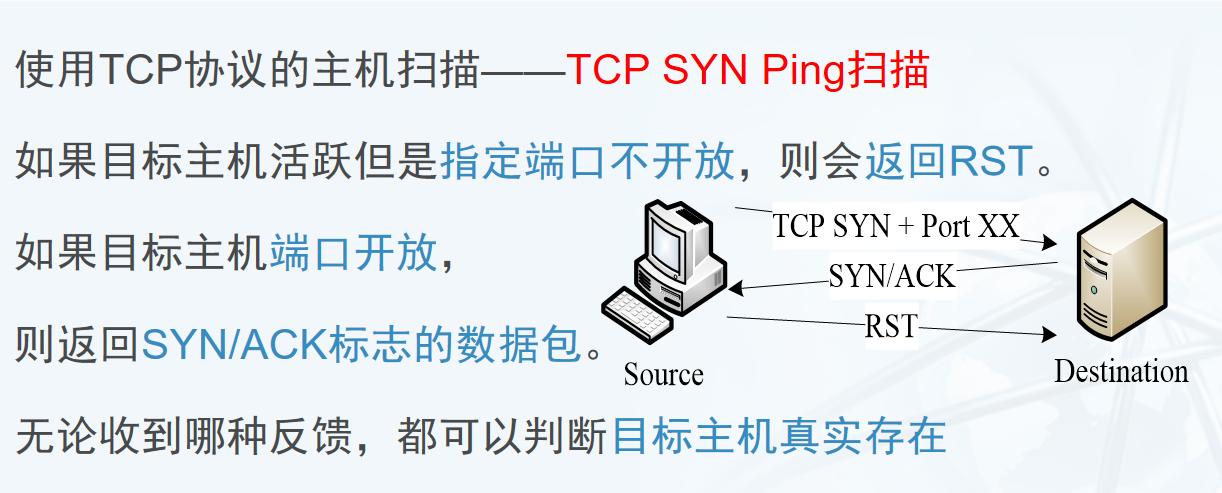 使用TCP协议的主机扫描——TCP SYN Ping扫描
如果目标主机活跃但是指定端口不开放，则会返回RST。
如果目标主机端口开放，
则返回SYN/ACK标志的数据包。
TCP SYN + Port XX
SYN/ACK
RST
Source
Destination
无论收到哪种反馈，都可以判断目标主机真实存在